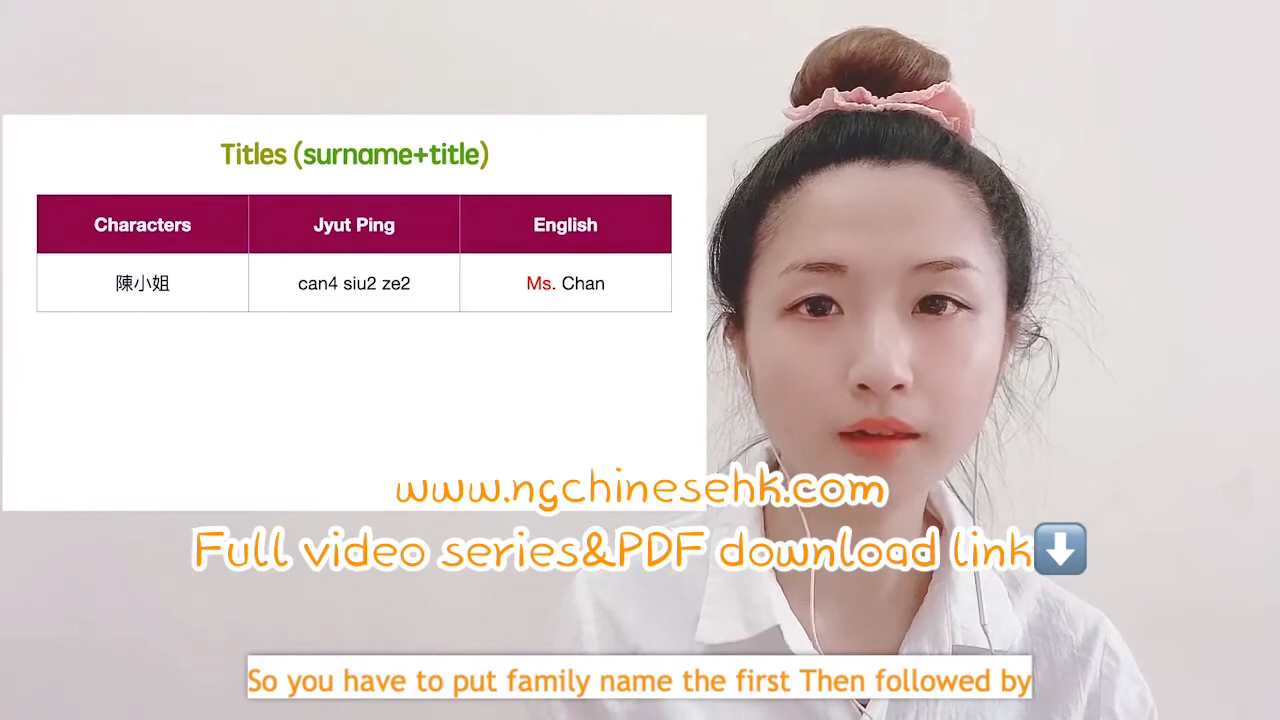 Titles (surname+title)
Characters Jyut Ping English
陳小姐 can4 siu2 ze2 Ms. Chan
www.ngchinesehk.com
Full video series&PDF download link⬇️
So you have to put family name the first Then followed by